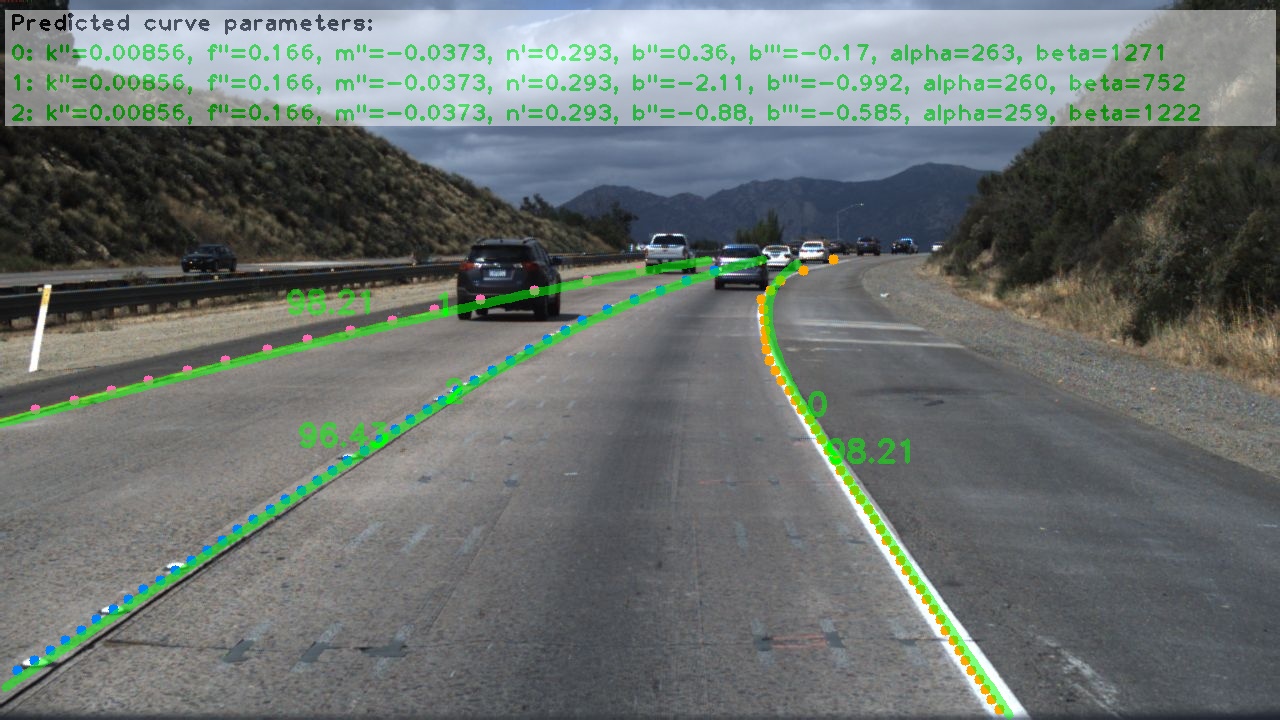 Predicted curve parameters:
0: k''=0.00856, f''=0.166, m''=-0.0373, n'=0.293, b''=0.36, b'''=-0.17, alpha=263, beta=1271
1: k''=0.00856, f''=0.166, m''=-0.0373, n'=0.293, b''=-2.11, b'''=-0.992, alpha=260, beta=752
2: k''=0.00856, f''=0.166, m''=-0.0373, n'=0.293, b''=-0.88, b'''=-0.585, alpha=259, beta=1222
98.21
1
2
0
96.43
98.21